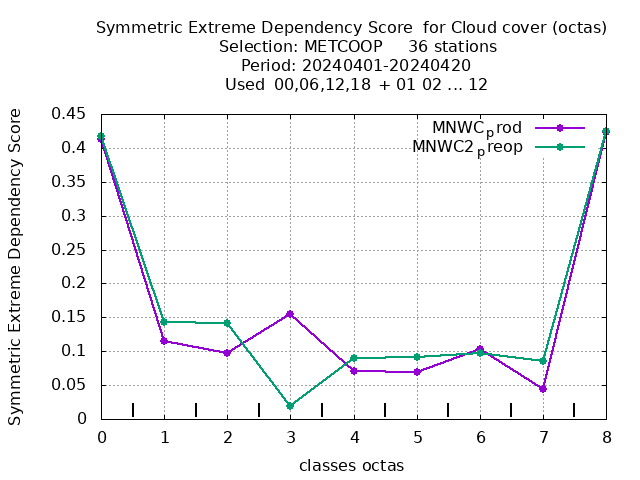 Symmetric Extreme Dependency Score  for Cloud cover (octas)
Selection: METCOOP     36 stations
Period: 20240401-20240420
Used  00,06,12,18  + 01 02 ... 12
Symmetric Extreme Dependency Score
0.45
0.4
0.35
0.3
0.25
0.2
0.15
0.1
0.05
0
MNWCprod
MNWC2preop
0 1 2 3 4 5 6 7 8
classes octas